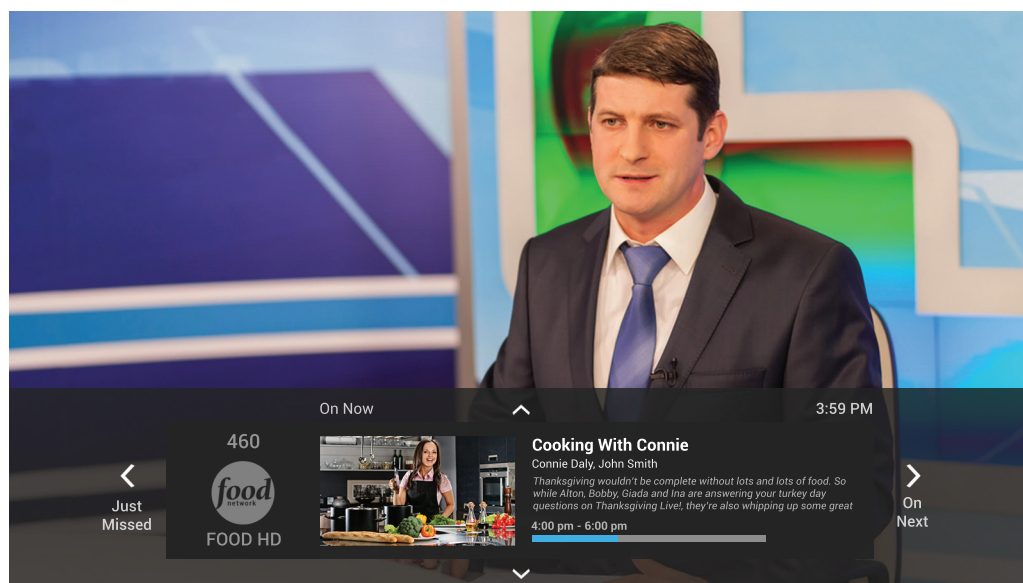 On Now
3:59 PM
460
food
network
FOOD HD
Just
Missed
Cooking With Connie
Connie Daly, John Smith
Thanksgiving wouldn't be complete without lots and lots of food. So
while Alton, Bobby, Giada and Ina are answering your turkey day
questions on Thanksgiving Live!, they're also whipping up some great
4:00 pm - 6:00 pm
On
Next